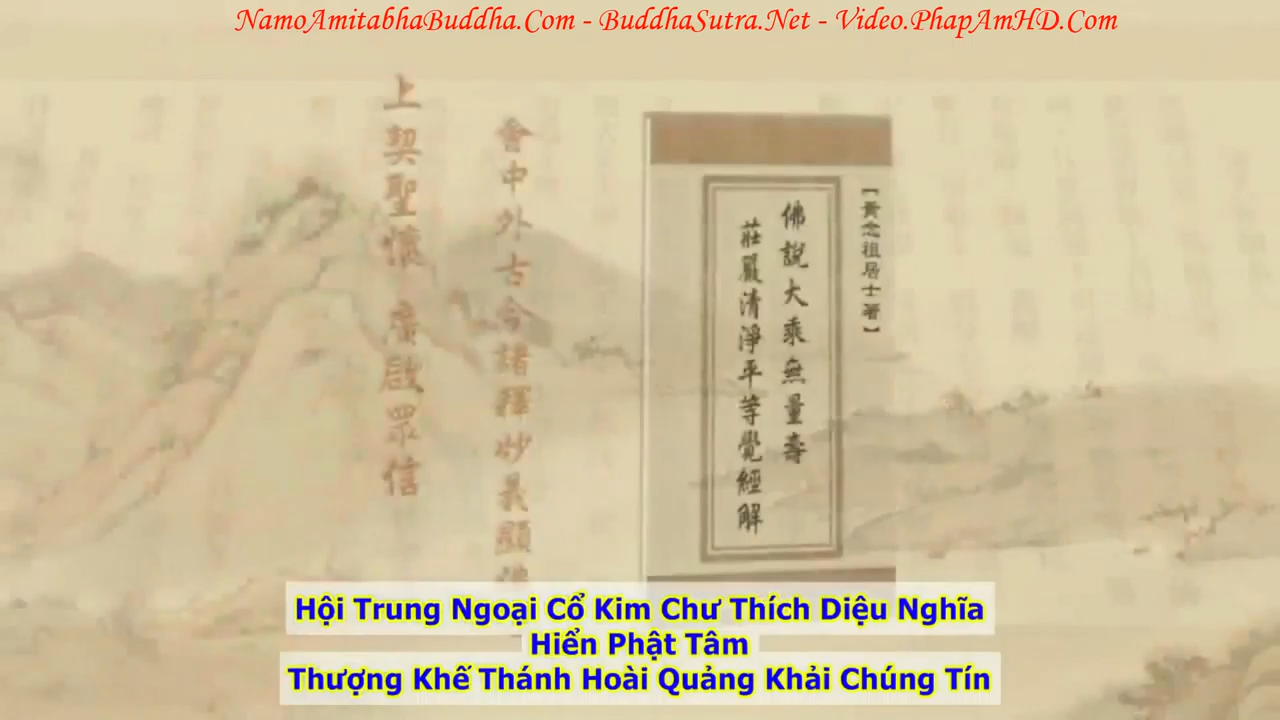 NamoAmitabhaBuddha.Com - BuddhaSutra.Net - Video.PhapAmHD.Com
【黃念祖居士著】
佛說大乘無量壽
莊嚴清淨平等覺經解
會中外古今諸釋妙義顯佛
上契聖懷 廣啟眾信
Hội Trung Ngoại Cổ Kim Chư Thích Diệu Nghĩa
Hiển Phật Tâm
Thượng Khế Thánh Hoài Quảng Khải Chúng Tín